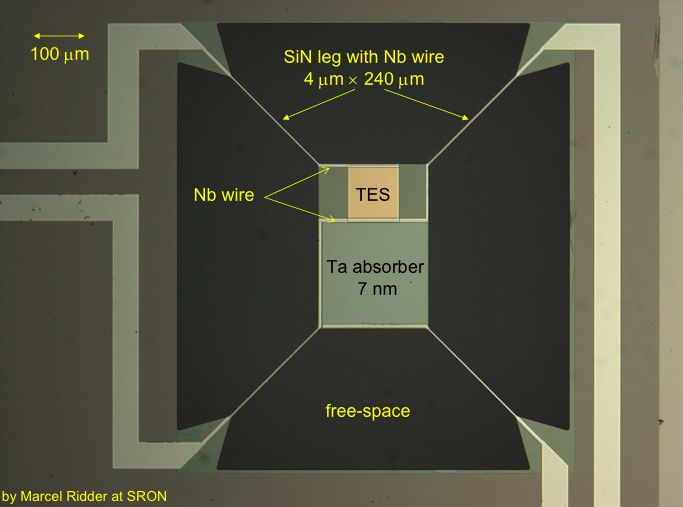 100 μm
SiN leg with Nb wire
4 μm × 240 μm
Nb wire
TES
Ta absorber
7 nm
free-space
by Marcel Ridder at SRON